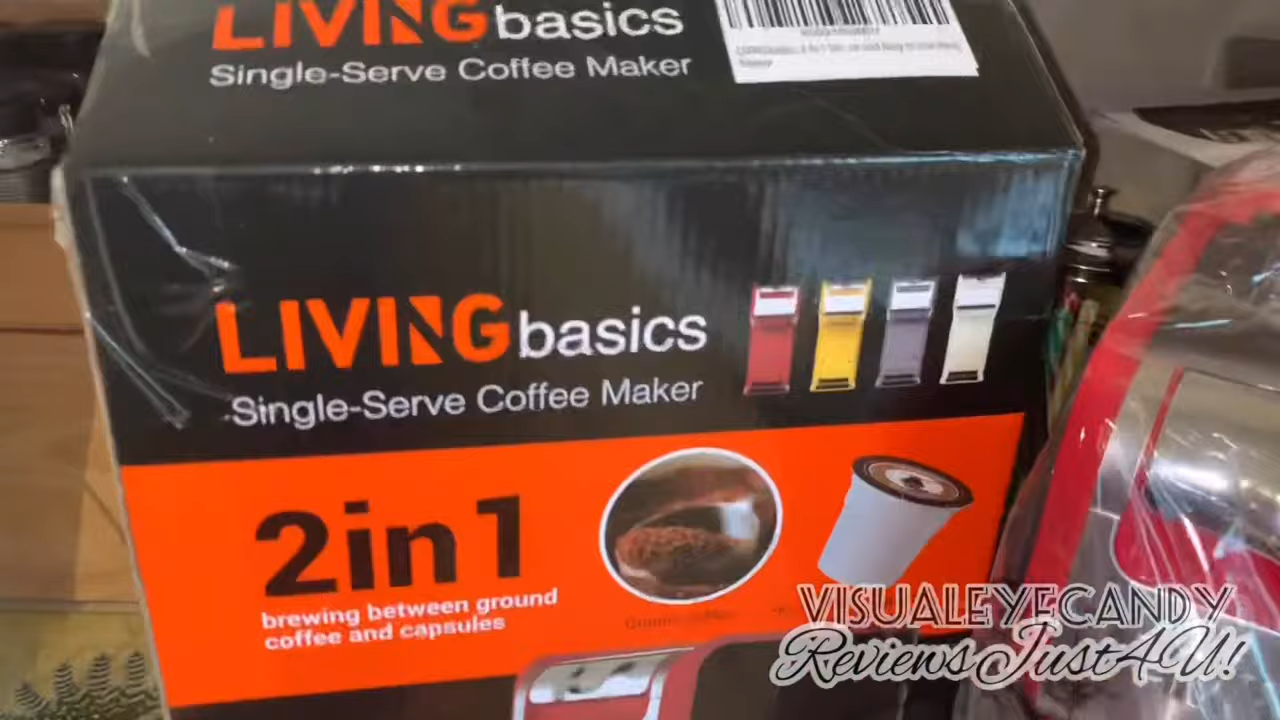 LIVINGbasics
Single-Serve Coffee Maker
LIVINGbasics
Single-Serve Coffee Maker
2in1
brewing between ground
coffee and capsules
VISUALEYECANDY
ReviewsJust4U!